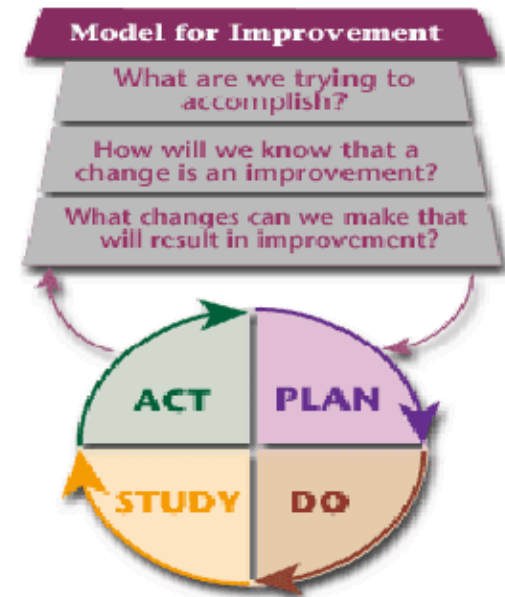 Model for Improvement
What are we trying to
accomplish?
How will we know that a
change is an improvement?
What changes can we make that
will result in improvement?
ACT PLAN
STUDY DO